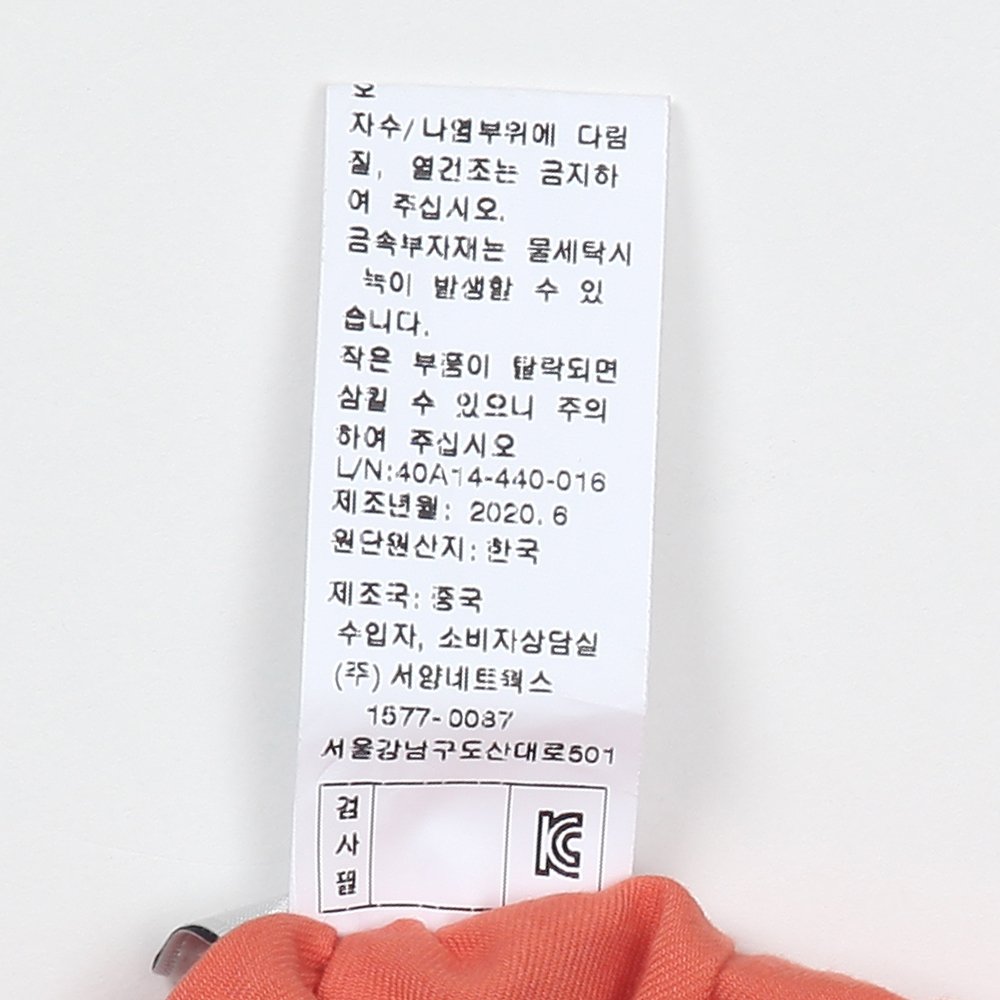 오
자수/나염부위에 다림
질, 열건조는 금지하
여 주십시오.
금속부자재는 물세탁시
녹이 발생할 수 있
습니다.
작은 부품이 탈락되면
삼킬 수 있으니 주의
하여 주십시오
L/N:40A14-440-016
제조년월: 2020.6
원단원산지: 한국
제조국: 중국
수입자, 소비자상담실
(주) 서양네트웍스
1577-0087
서울강남구도산대로501
검
사
필
KC